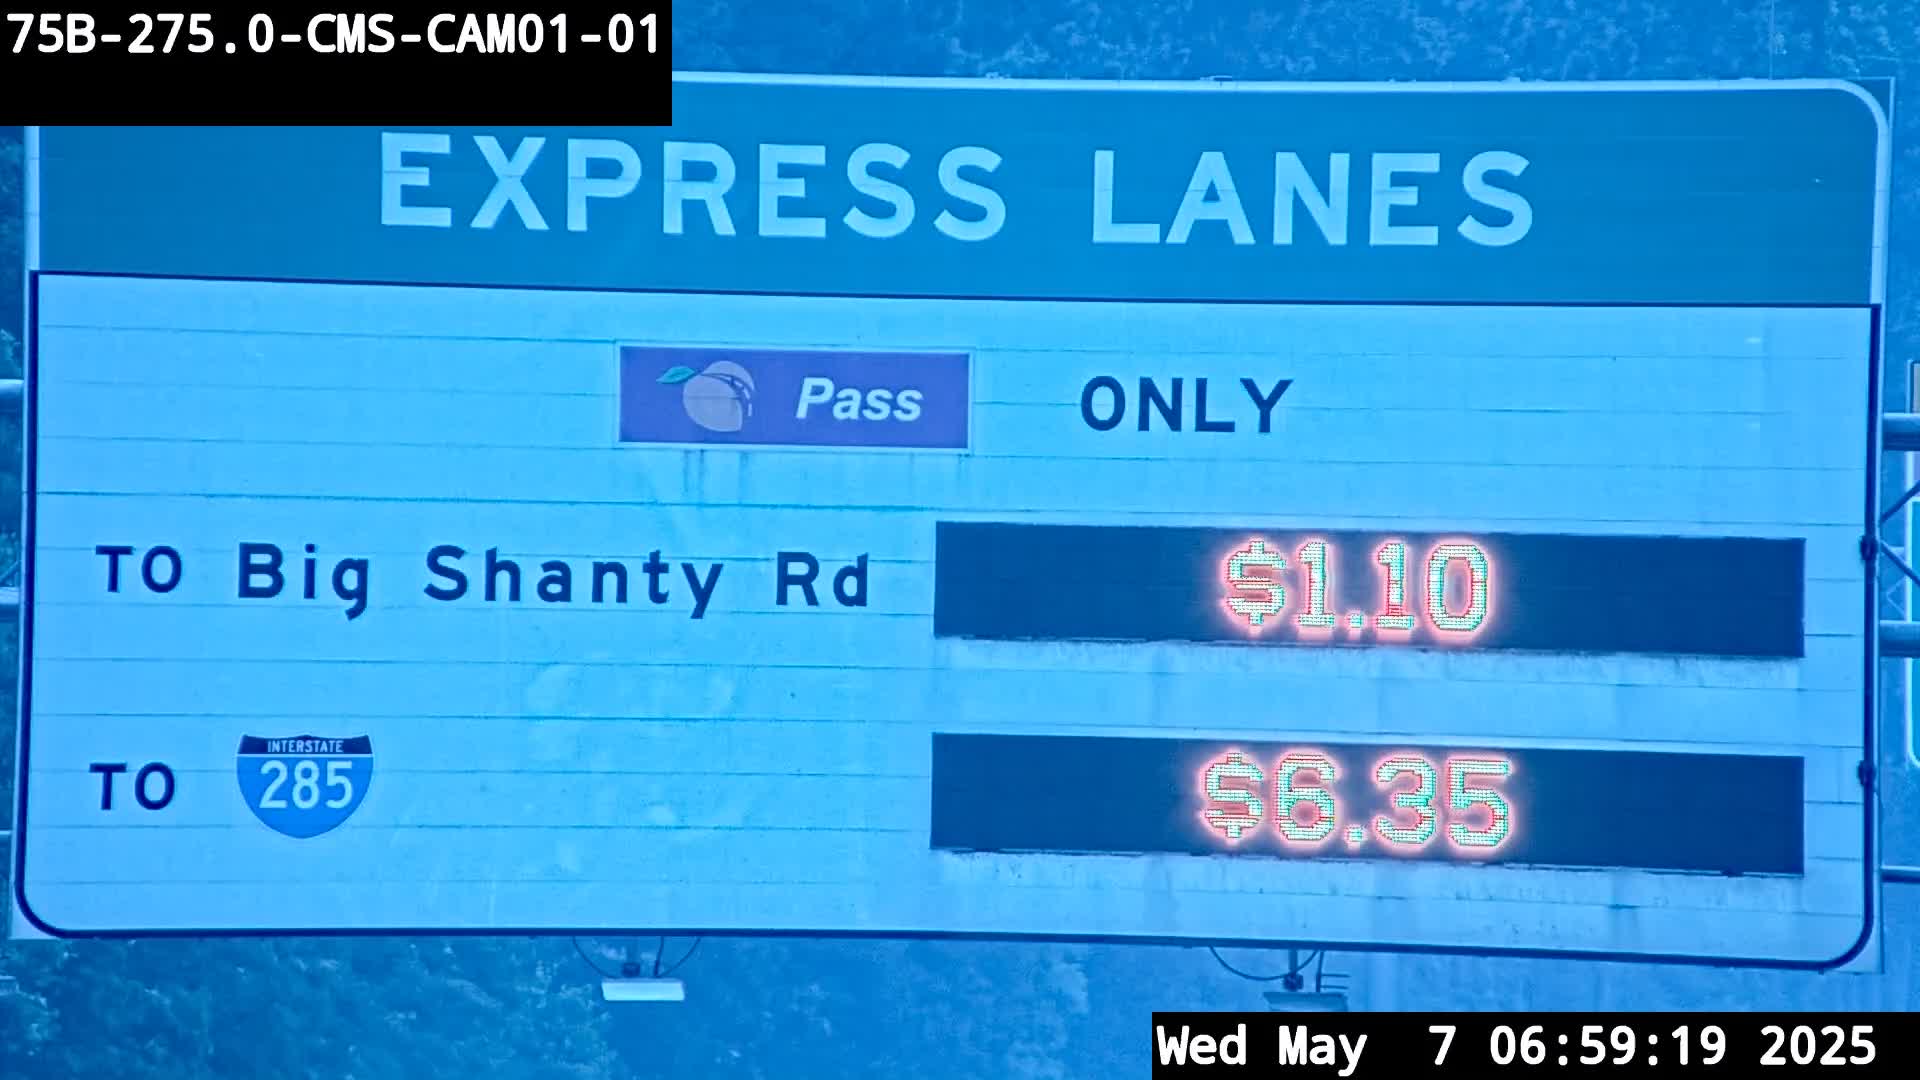 75B-275.0-CMS-CAM01-01
EXPRESS LANES
Pass ONLY
TO Big Shanty Rd $1.10
INTERSTATE
TO 285 $6.35
Wed May 7 06:59:19 2025